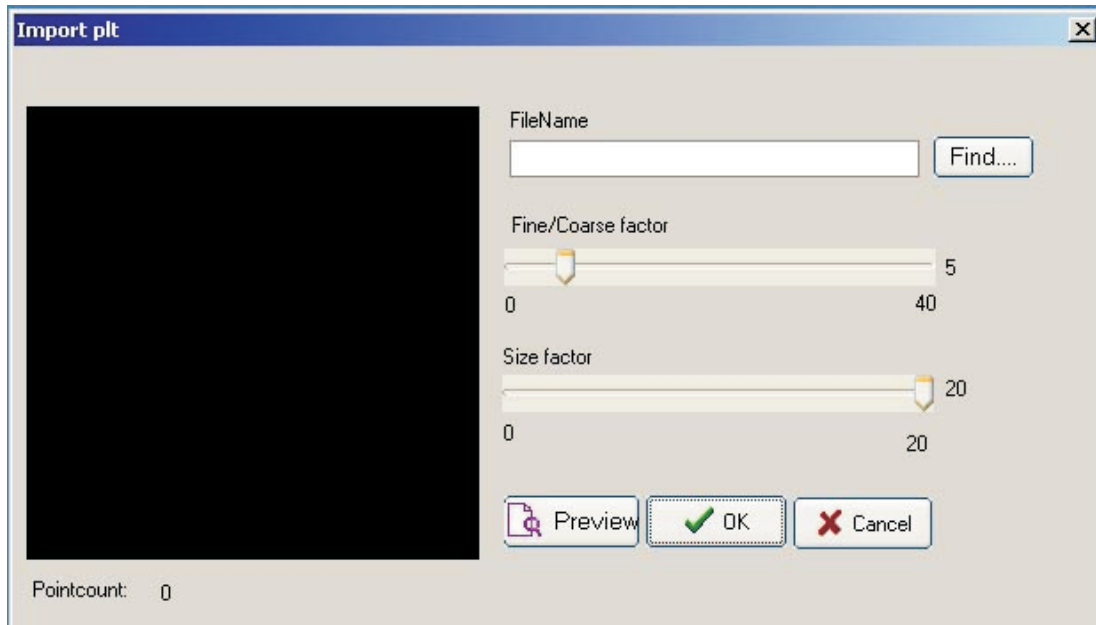 Import plt
FileName
Find....
Fine/Coarse factor
5
0 40
Size factor
20
0 20
Preview OK Cancel
Pointcount: 0